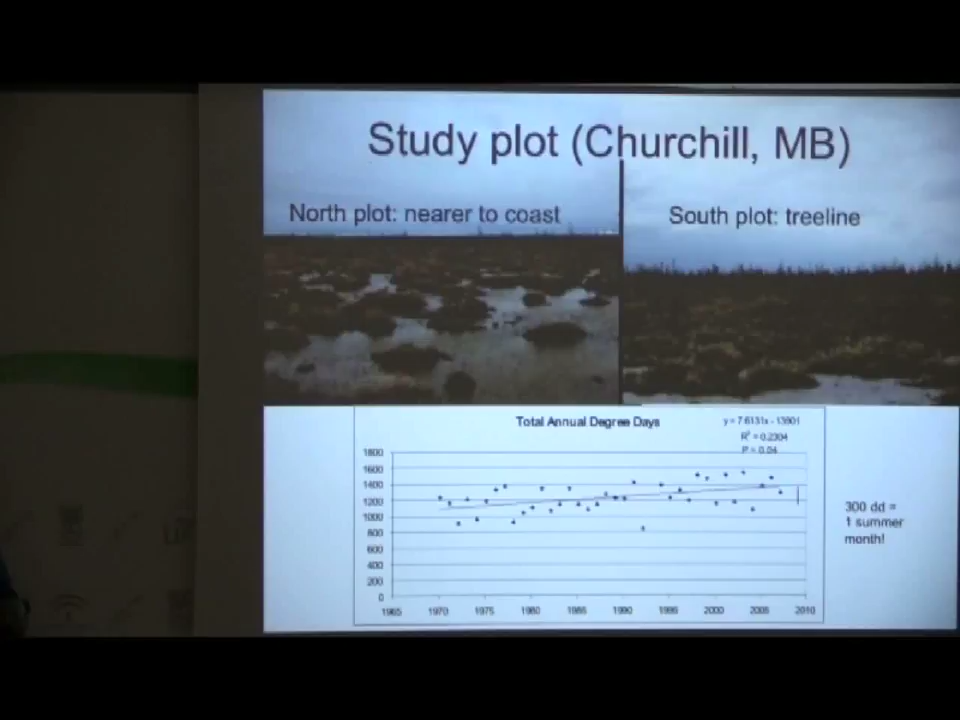 Study plot (Churchill, MB)
North plot: nearer to coast
South plot: treeline
Total Annual Degree Days
y = 7.6131x - 13901
R² = 0.2304
P = 0.04
1800
1600
1400
1200
1000
800
600
400
200
0
1965 1970 1975 1980 1985 1990 1995 2000 2005 2010
300 dd =
1 summer
month!